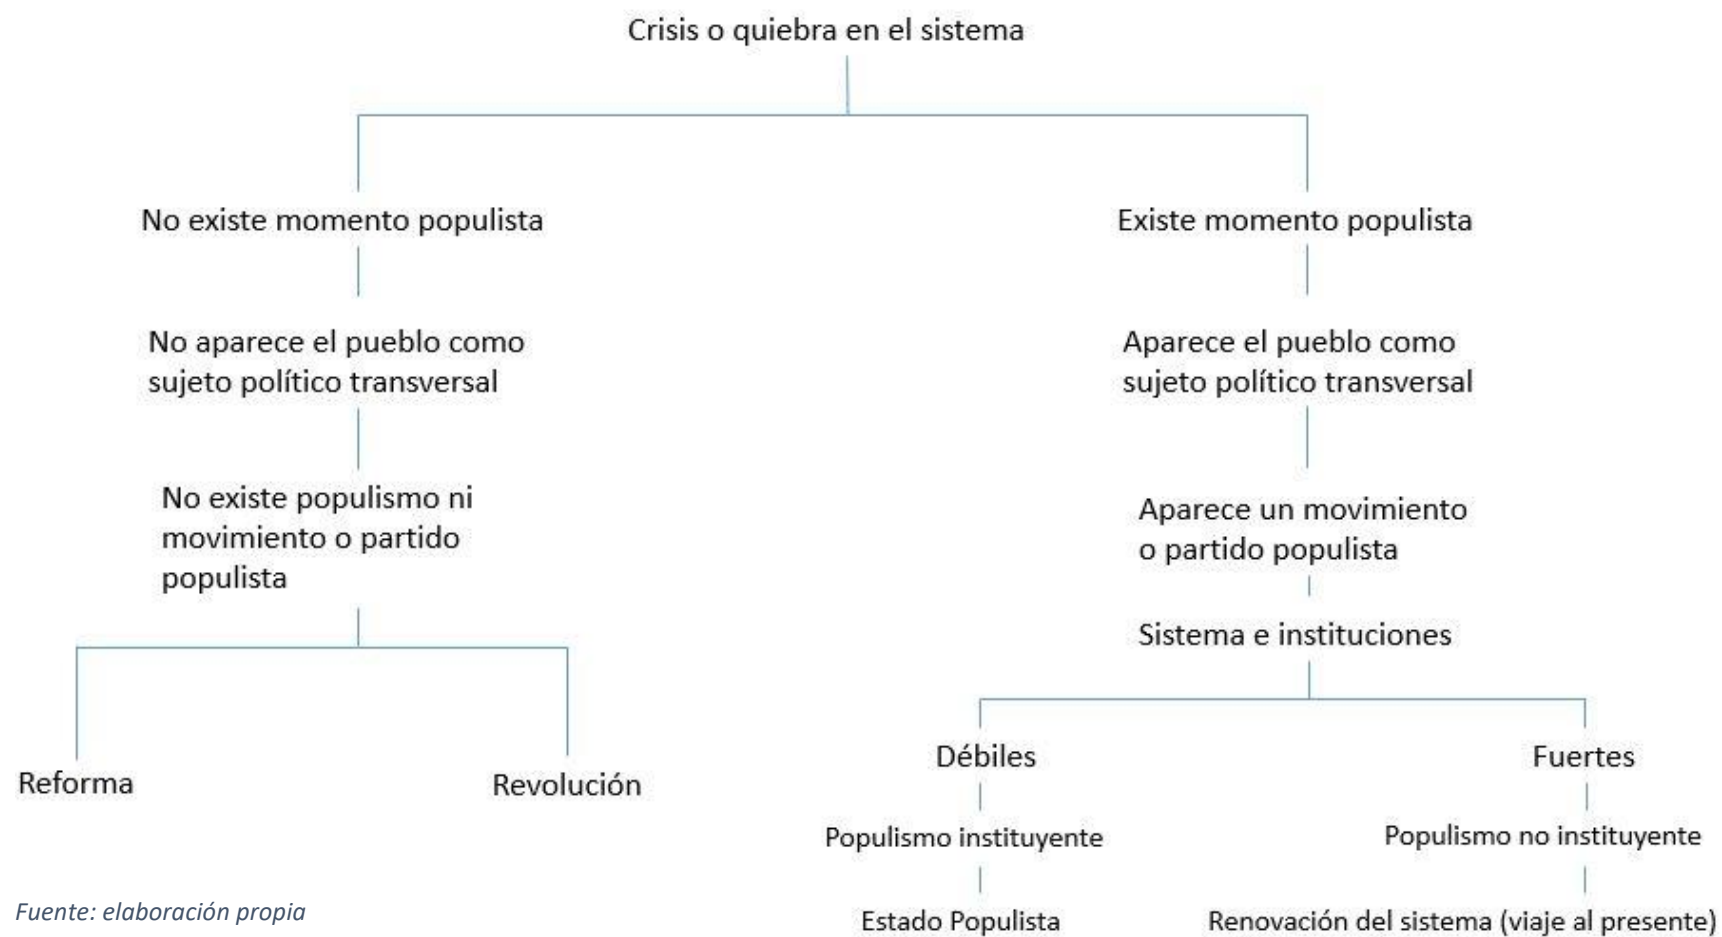 Crisis o quiebra en el sistema
No existe momento populista
Existe momento populista
No aparece el pueblo como
sujeto político transversal
Aparece el pueblo como
sujeto político transversal
No existe populismo ni
movimiento o partido
populista
Aparece un movimiento
o partido populista
Sistema e instituciones
Reforma
Revolución
Débiles
Fuertes
Populismo instituyente
Populismo no instituyente
Estado Populista
Renovación del sistema (viaje al presente)
Fuente: elaboración propia